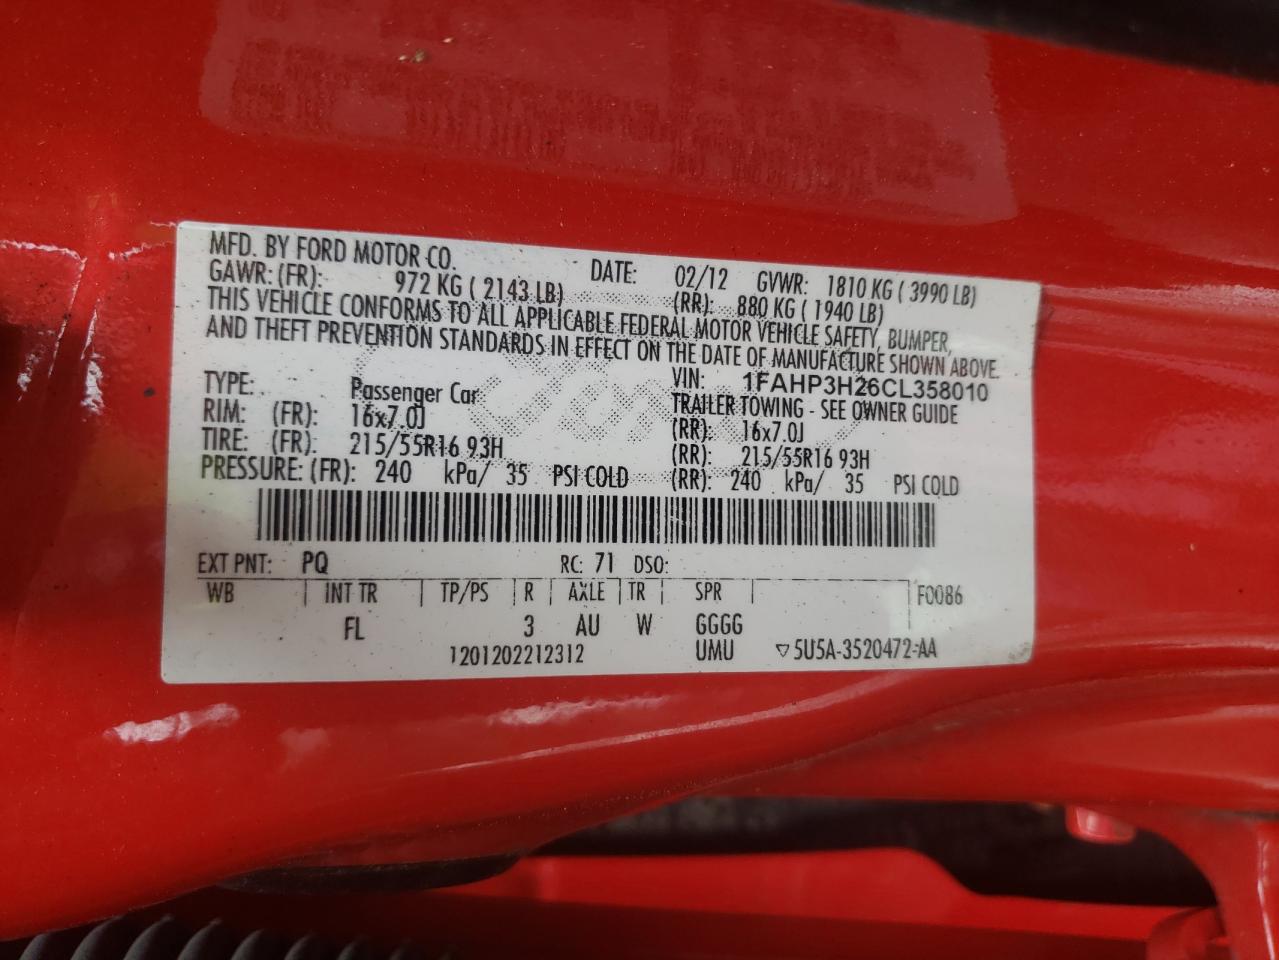 MFD. BY FORD MOTOR CO. DATE: 02/12 GVWR: 1810 KG ( 3990 LB)
GAWR: (FR): 972 KG ( 2143 LB) (RR): 880 KG ( 1940 LB)
THIS VEHICLE CONFORMS TO ALL APPLICABLE FEDERAL MOTOR VEHICLE SAFETY, BUMPER,
AND THEFT PREVENTION STANDARDS IN EFFECT ON THE DATE OF MANUFACTURE SHOWN ABOVE.
VIN: 1FAHP3H26CL358010
TYPE: Passenger Car TRAILER TOWING - SEE OWNER GUIDE
RIM: (FR): 16x7.0J (RR): 16x7.0J
TIRE: (FR): 215/55R16 93H (RR): 215/55R16 93H
PRESSURE: (FR): 240 kPa/ 35 PSI COLD (RR): 240 kPa/ 35 PSI COLD
EXT PNT: PQ RC: 71 DSO:
WB INT TR TP/PS R AXLE TR SPR F0086
FL 3 AU W GGGG
1201202212312 UMU ▽5U5A-3520472-AA